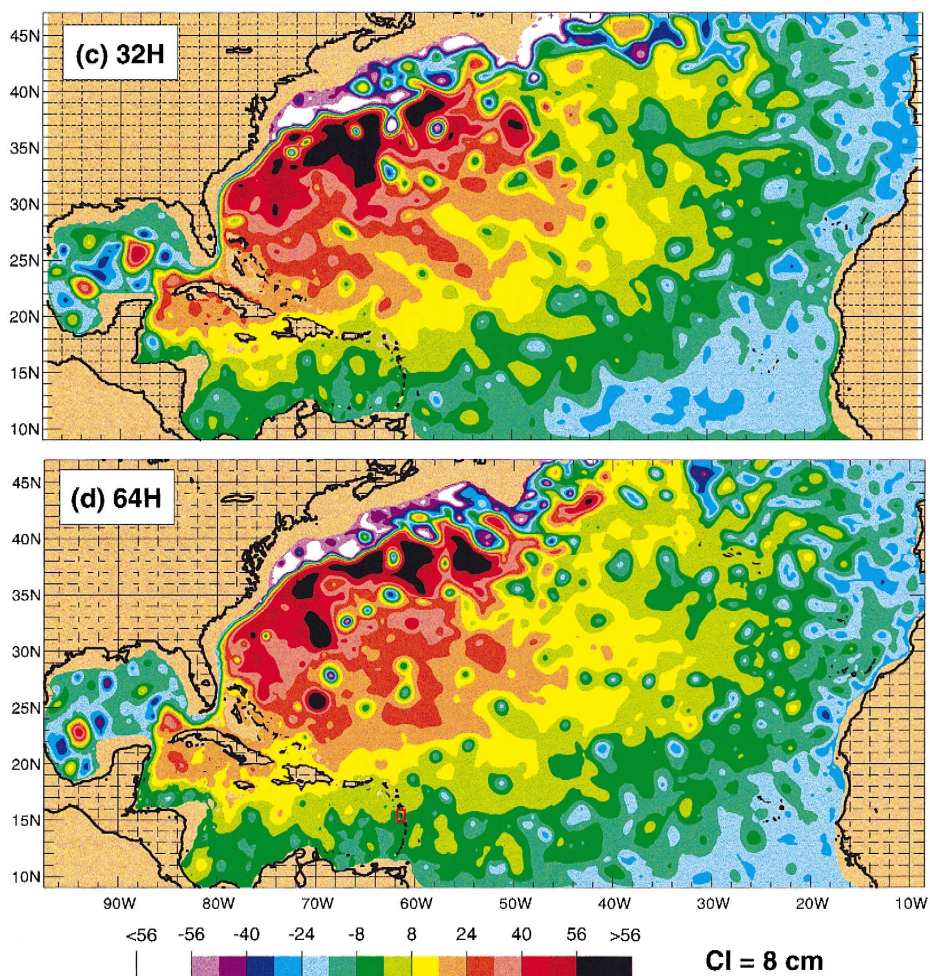 45N
(c) 32H
40N
35N
30N
25N
20N
15N
10N
45N
(d) 64H
40N
35N
30N
25N
20N
15N
10N
90W 80W 70W 60W 50W 40W 30W 20W 10W
<56 -56 -40 -24 -8 8 24 40 56 >56
CI = 8 cm